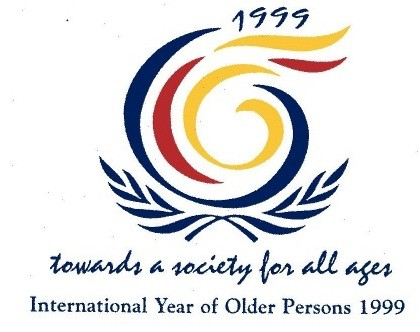 1999
towards a society for all ages
International Year of Older Persons 1999